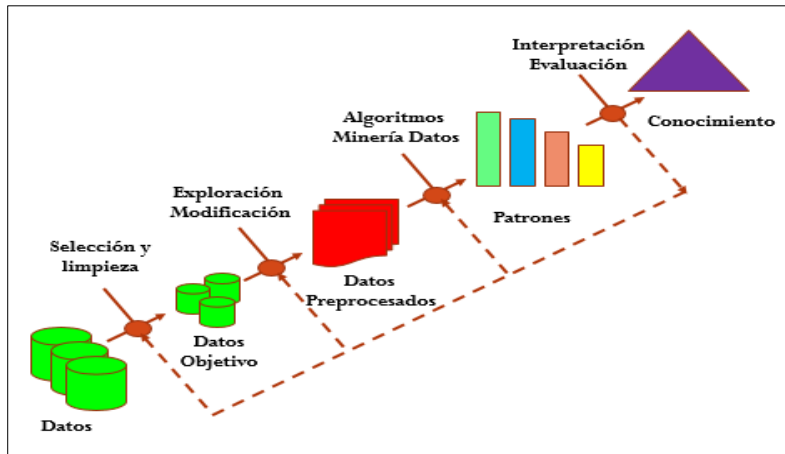 Interpretación
Evaluación
Conocimiento
Algoritmos
Minería Datos
Patrones
Exploración
Modificación
Datos
Preprocesados
Selección y
limpieza
Datos
Objetivo
Datos